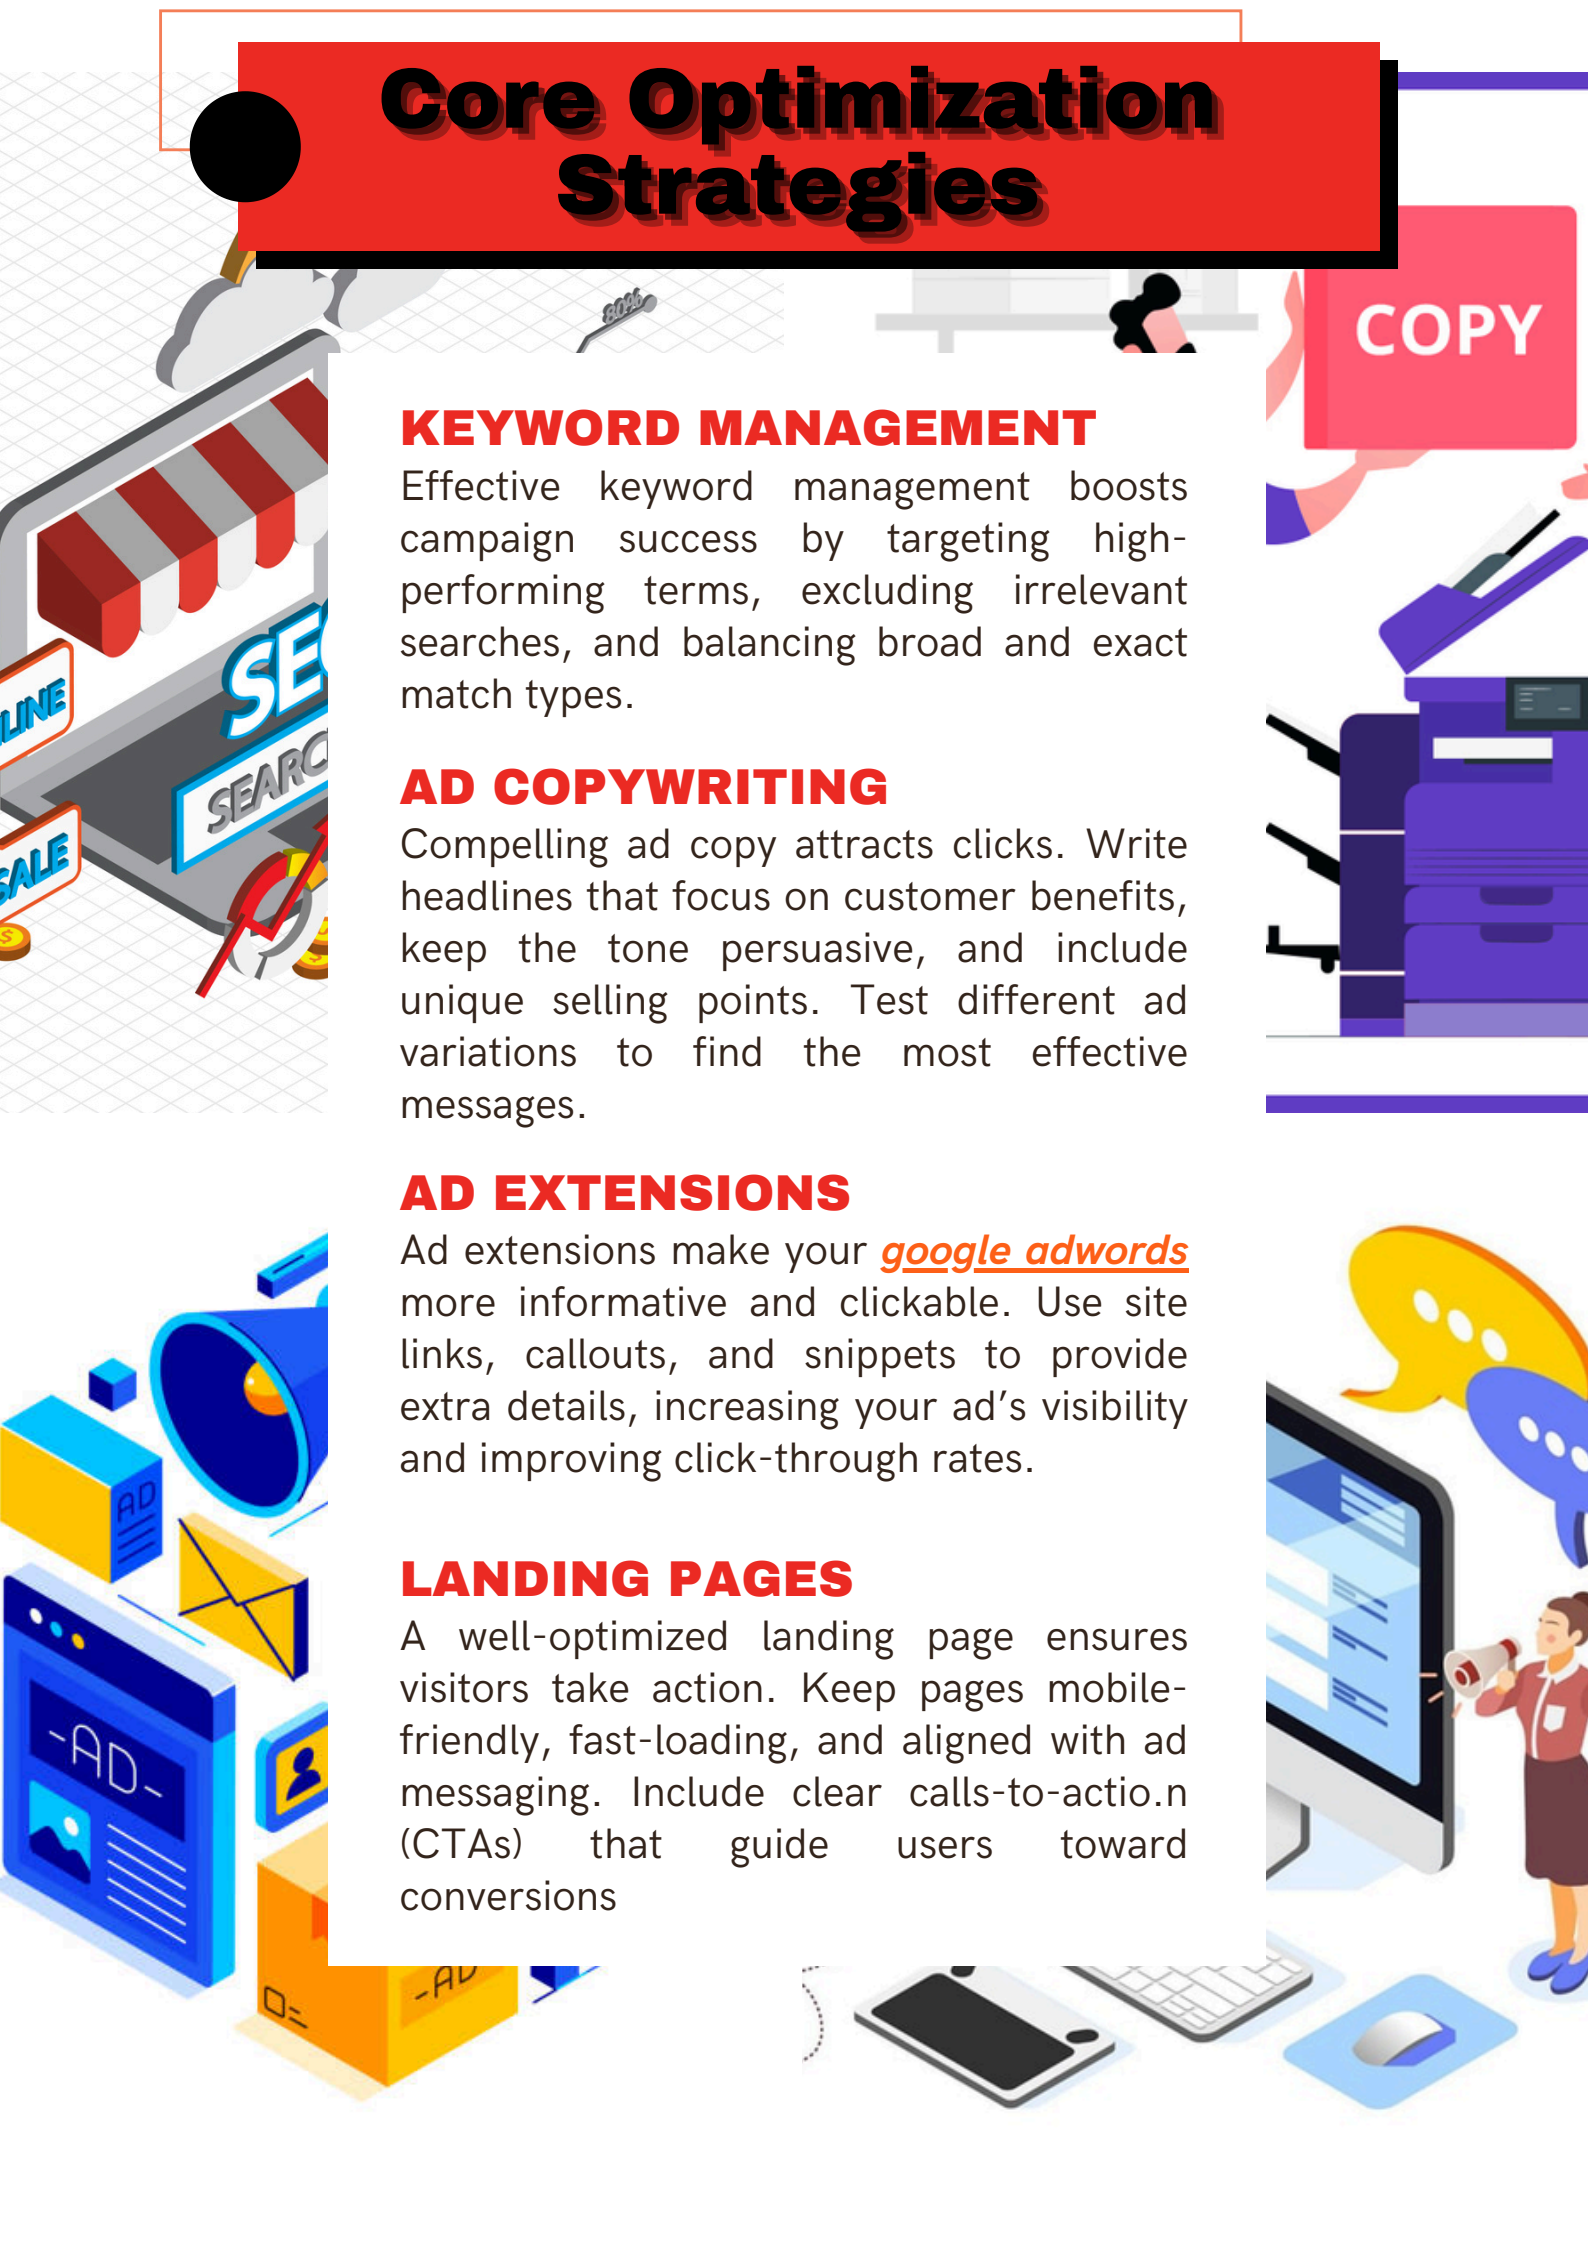 Core Optimization
Strategies
80%
COPY
KEYWORD MANAGEMENT
Effective keyword management boosts
campaign success by targeting high-
performing terms, excluding irrelevant
searches, and balancing broad and exact
match types.
LINE
SALE
AD COPYWRITING
Compelling ad copy attracts clicks. Write
headlines that focus on customer benefits,
keep the tone persuasive, and include
unique selling points. Test different ad
variations to find the most effective
messages.
AD EXTENSIONS
Ad extensions make your google adwords
more informative and clickable. Use site
links, callouts, and snippets to provide
extra details, increasing your ad’s visibility
and improving click-through rates.
AD
LANDING PAGES
A well-optimized landing page ensures
visitors take action. Keep pages mobile-
friendly, fast-loading, and aligned with ad
messaging. Include clear calls-to-actio.n
(CTAs) that guide users toward
conversions
-AD-
-AD